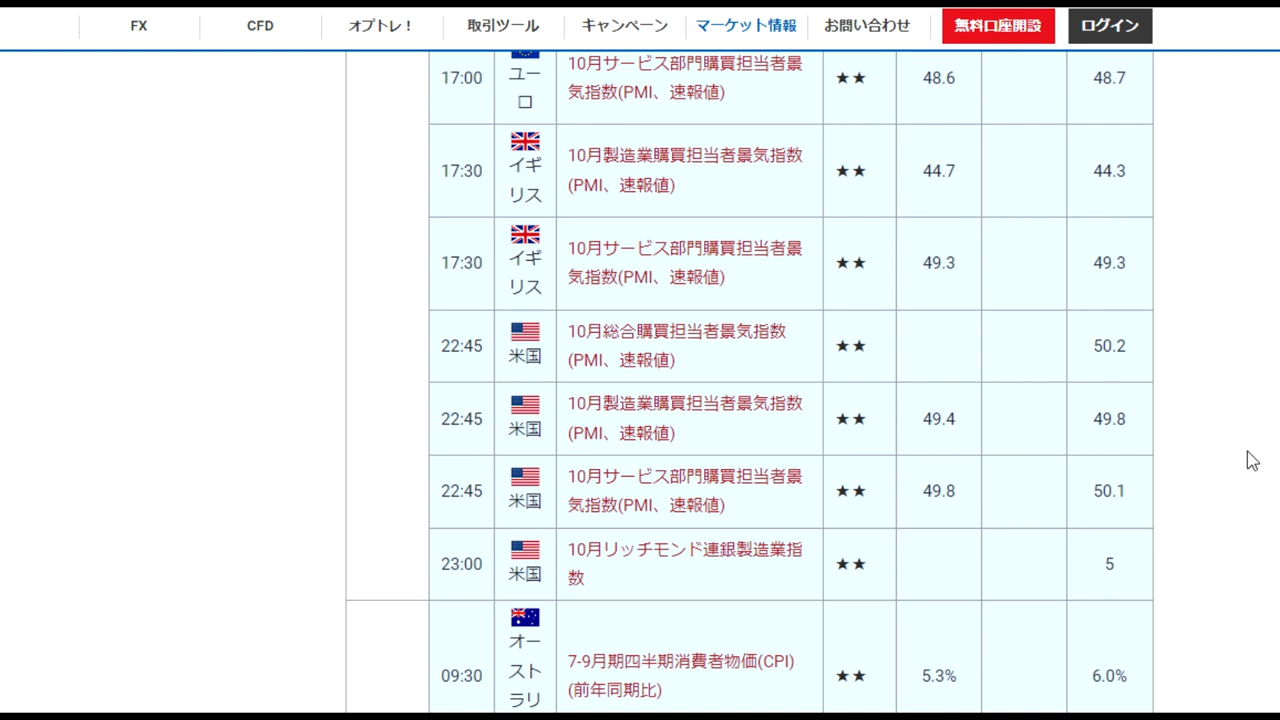 FX
CFD
オプトレ！
取引ツール
キャンペーン
マーケット情報
お問い合わせ
無料口座開設
ログイン
17:00
ユー
ロ
10月サービス部門購買担当者景
気指数(PMI、速報値)
★★
48.6
48.7
17:30
イギ
リス
10月製造業購買担当者景気指数
(PMI、速報値)
★★
44.7
44.3
17:30
イギ
リス
10月サービス部門購買担当者景
気指数(PMI、速報値)
★★
49.3
49.3
22:45
米国
10月総合購買担当者景気指数
(PMI、速報値)
★★
50.2
22:45
米国
10月製造業購買担当者景気指数
(PMI、速報値)
★★
49.4
49.8
22:45
米国
10月サービス部門購買担当者景
気指数(PMI、速報値)
★★
49.8
50.1
23:00
米国
10月リッチモンド連銀製造業指
数
★★
5
09:30
オー
スト
ラリ
7-9月期四半期消費者物価(CPI)
(前年同期比)
★★
5.3%
6.0%